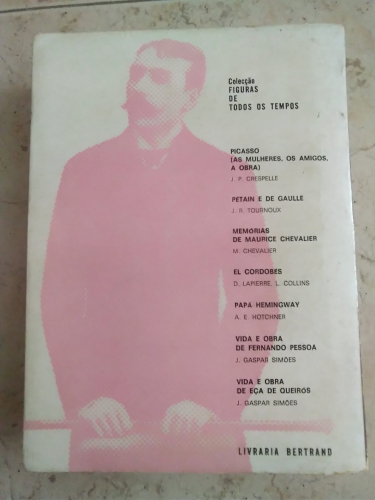 Colecção
FIGURAS
DE
TODOS OS TEMPOS
PICASSO
(AS MULHERES, OS AMIGOS,
A OBRA)
J. P. CRESPELLE
PETAIN E DE GAULLE
J. R. TOURNOUX
MEMÓRIAS
DE MAURICE CHEVALIER
M. CHEVALIER
EL CORDOBES
D. LAPIERRE, L. COLLINS
PAPA HEMINGWAY
A. E. HOTCHNER
VIDA E OBRA
DE FERNANDO PESSOA
J. GASPAR SIMÕES
VIDA E OBRA
DE EÇA DE QUEIRÓS
J. GASPAR SIMÕES
LIVRARIA BERTRAND